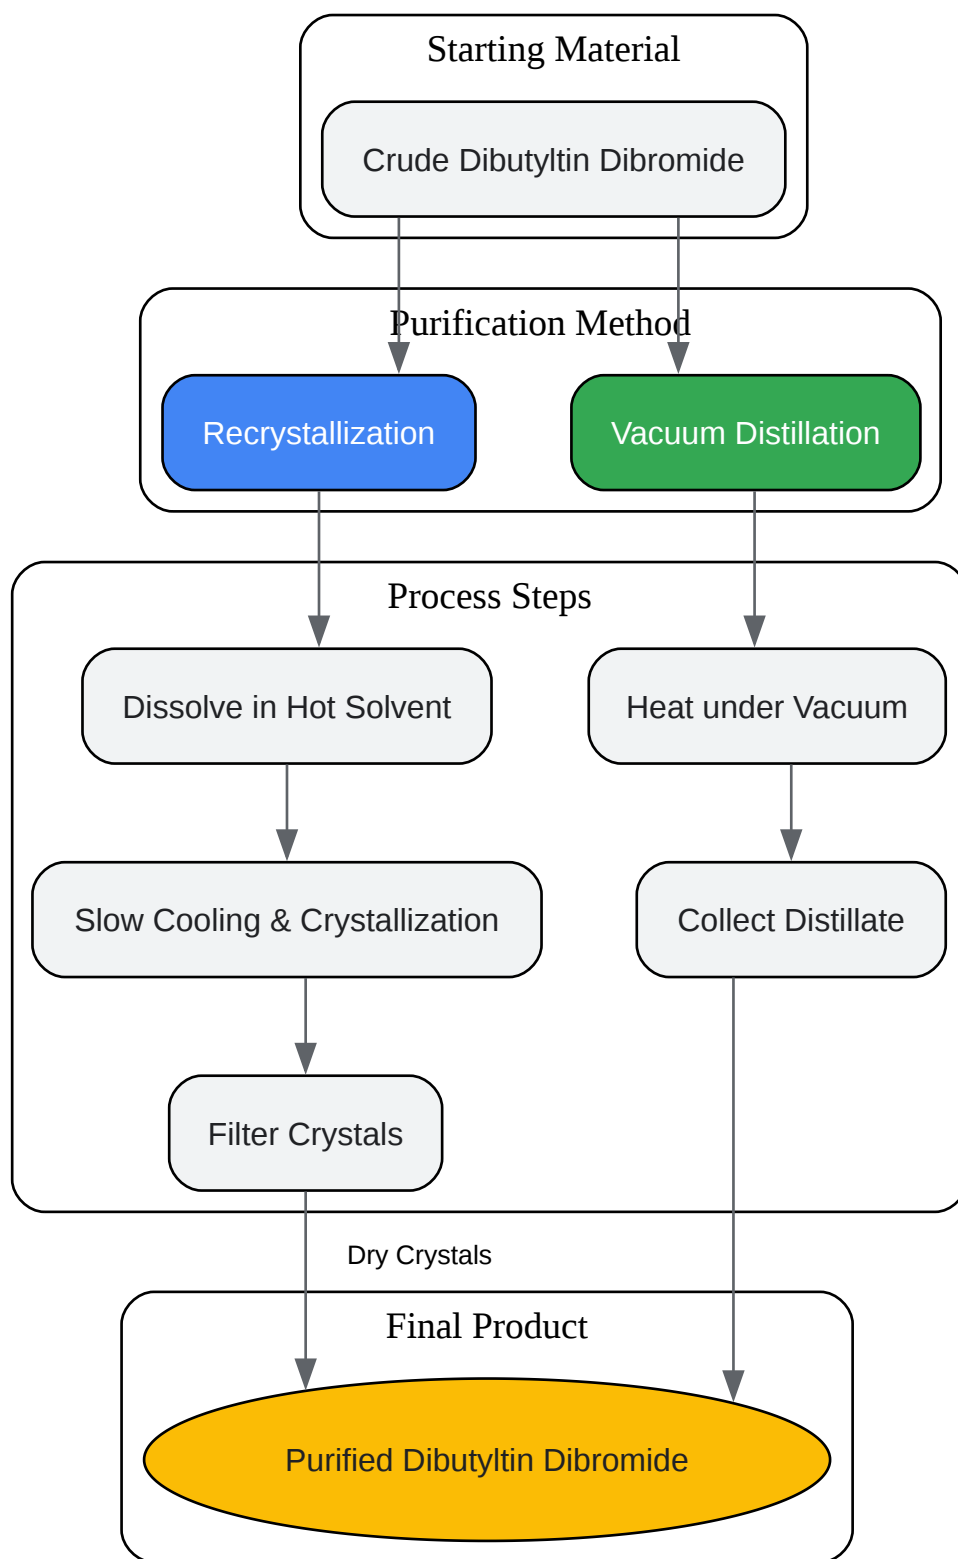 Starting Material
Crude Dibutyltin Dibromide
Purification Method
Recrystallization
Vacuum Distillation
Process Steps
Dissolve in Hot Solvent
Heat under Vacuum
Slow Cooling & Crystallization
Collect Distillate
Filter Crystals
Dry Crystals
Final Product
Purified Dibutyltin Dibromide